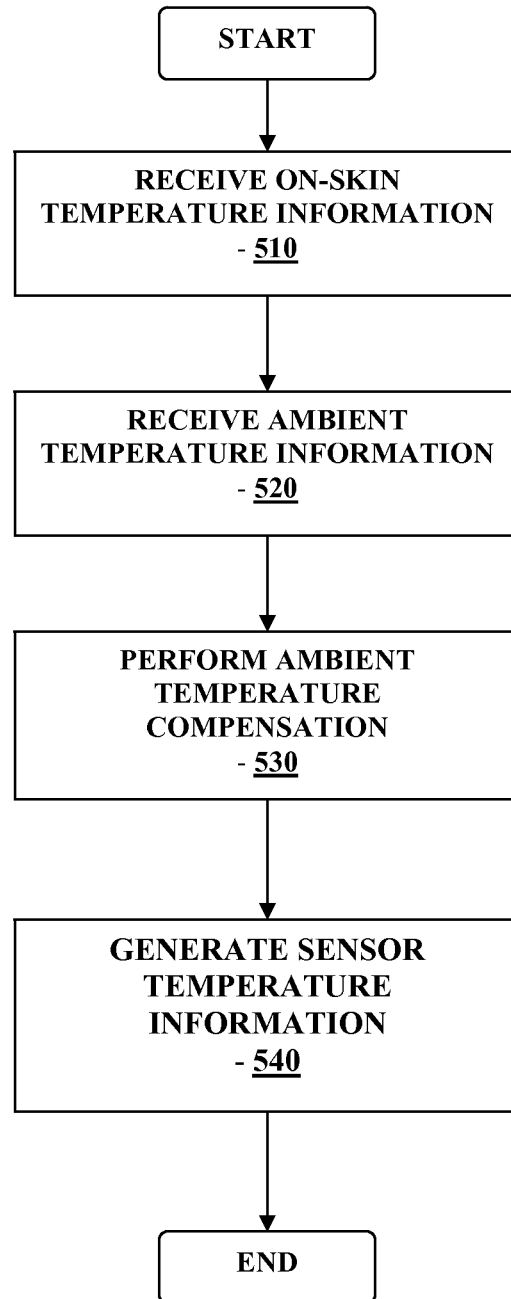 START
RECEIVE ON-SKIN
TEMPERATURE INFORMATION
- 510
RECEIVE AMBIENT
TEMPERATURE INFORMATION
- 520
PERFORM AMBIENT
TEMPERATURE
COMPENSATION
- 530
GENERATE SENSOR
TEMPERATURE
INFORMATION
- 540
END